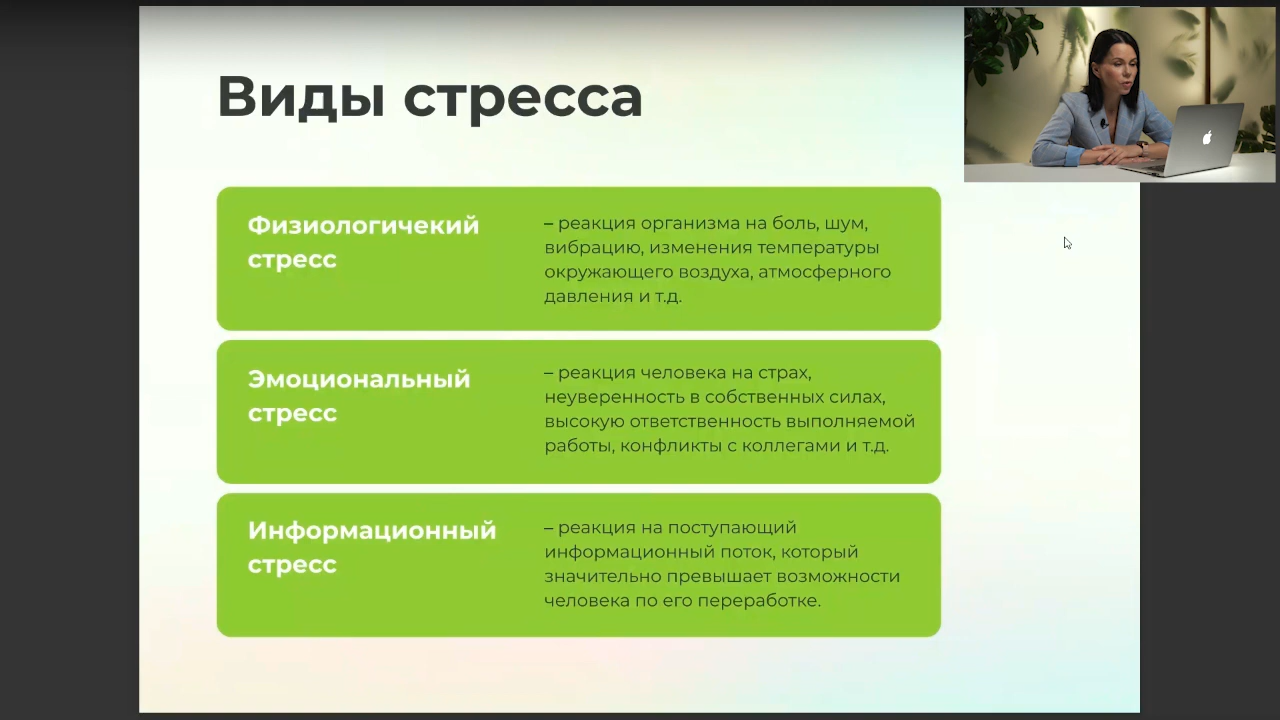 Виды стресса
Физиологичекий
стресс
– реакция организма на боль, шум,
вибрацию, изменения температуры
окружающего воздуха, атмосферного
давления и т.д.
Эмоциональный
стресс
– реакция человека на страх,
неуверенность в собственных силах,
высокую ответственность выполняемой
работы, конфликты с коллегами и т.д.
Информационный
стресс
– реакция на поступающий
информационный поток, который
значительно превышает возможности
человека по его переработке.